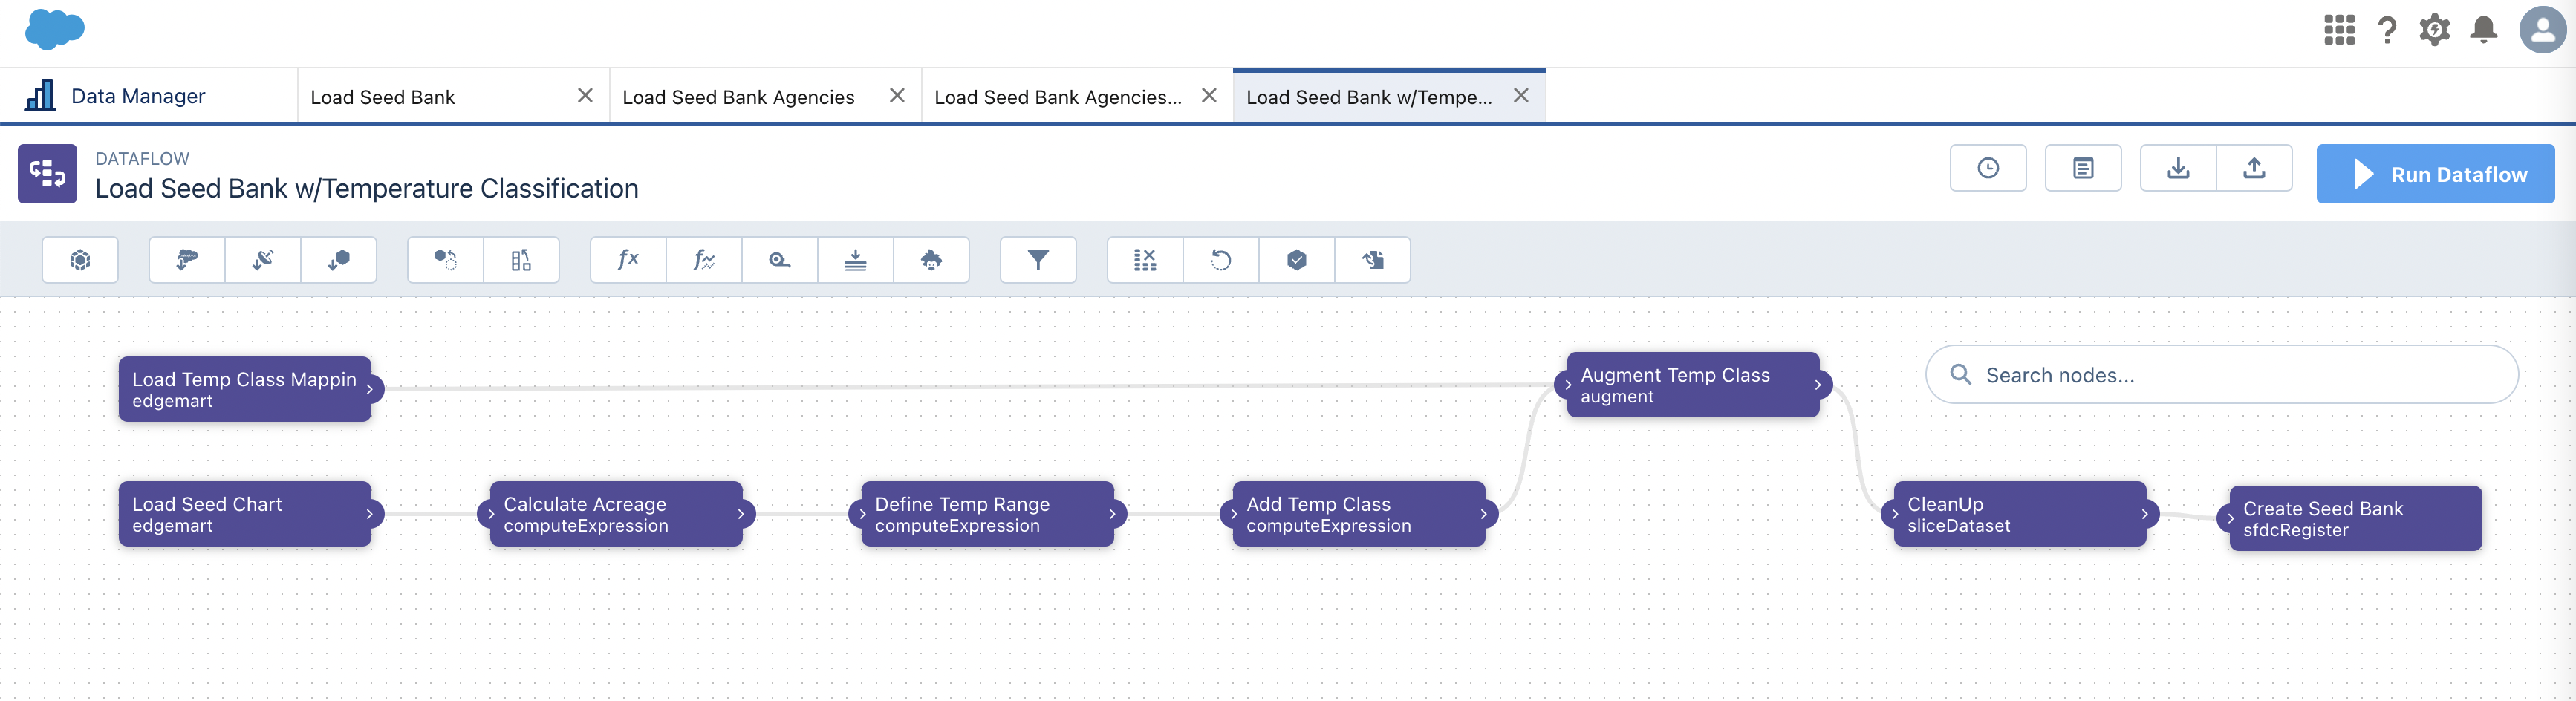 Data Manager
Load Seed Bank
Load Seed Bank Agencies
Load Seed Bank Agencies...
Load Seed Bank w/Tempe...
DATAFLOW
Load Seed Bank w/Temperature Classification
Run Dataflow
fx
f
Load Temp Class Mappin
edgemart
Augment Temp Class
augment
Search nodes...
Load Seed Chart
edgemart
Calculate Acreage
computeExpression
Define Temp Range
computeExpression
Add Temp Class
computeExpression
CleanUp
sliceDataset
Create Seed Bank
sfdcRegister